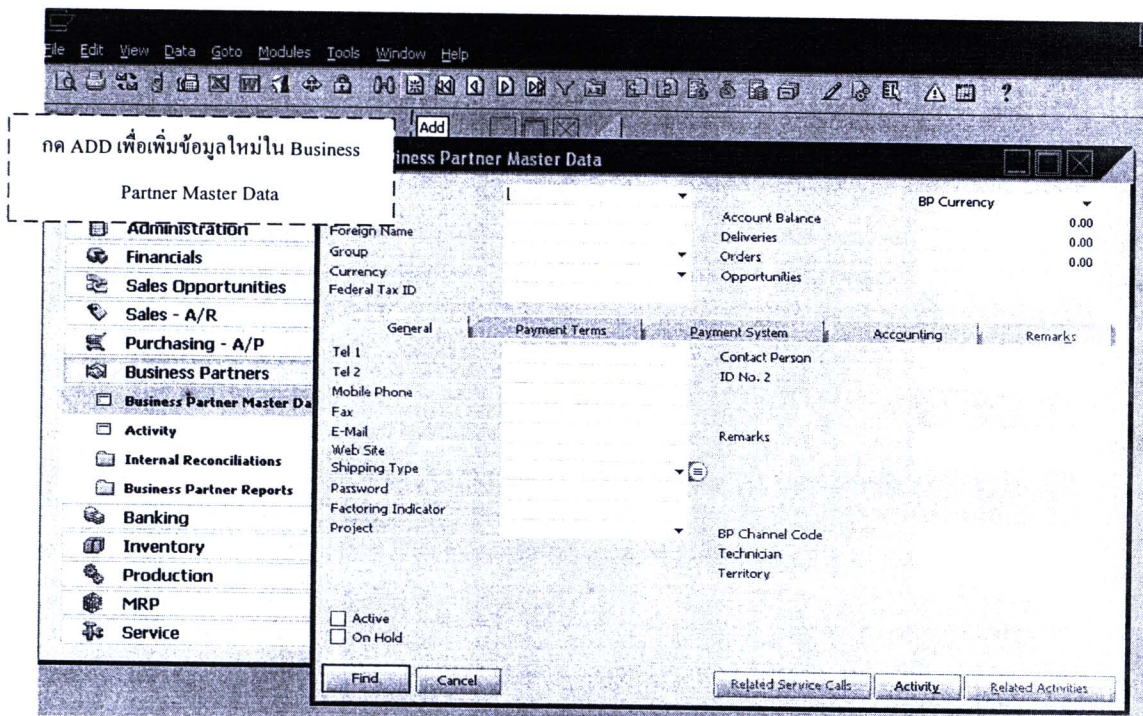 File Edit View Data Goto Modules Tools Window Help
Add
กด ADD เพื่อเพิ่มข้อมูลใหม่ใน Business
Partner Master Data
iness Partner Master Data
BP Currency
Foreign Name
Group
Currency
Federal Tax ID
Account Balance 0.00
Deliveries 0.00
Orders 0.00
Opportunities
Administration
Financials
Sales Opportunities
Sales - A/R
Purchasing - A/P
Business Partners
Business Partner Master Da
Activity
Internal Reconciliations
Business Partner Reports
Banking
Inventory
Production
MRP
Service
General Payment Terms Payment System Accounting Remarks
Tel 1
Tel 2
Mobile Phone
Fax
E-Mail
Web Site
Shipping Type
Password
Factoring Indicator
Project
Contact Person
ID No. 2
Remarks
BP Channel Code
Technician
Territory
Active
On Hold
Find Cancel Related Service Calls Activity Related Activities